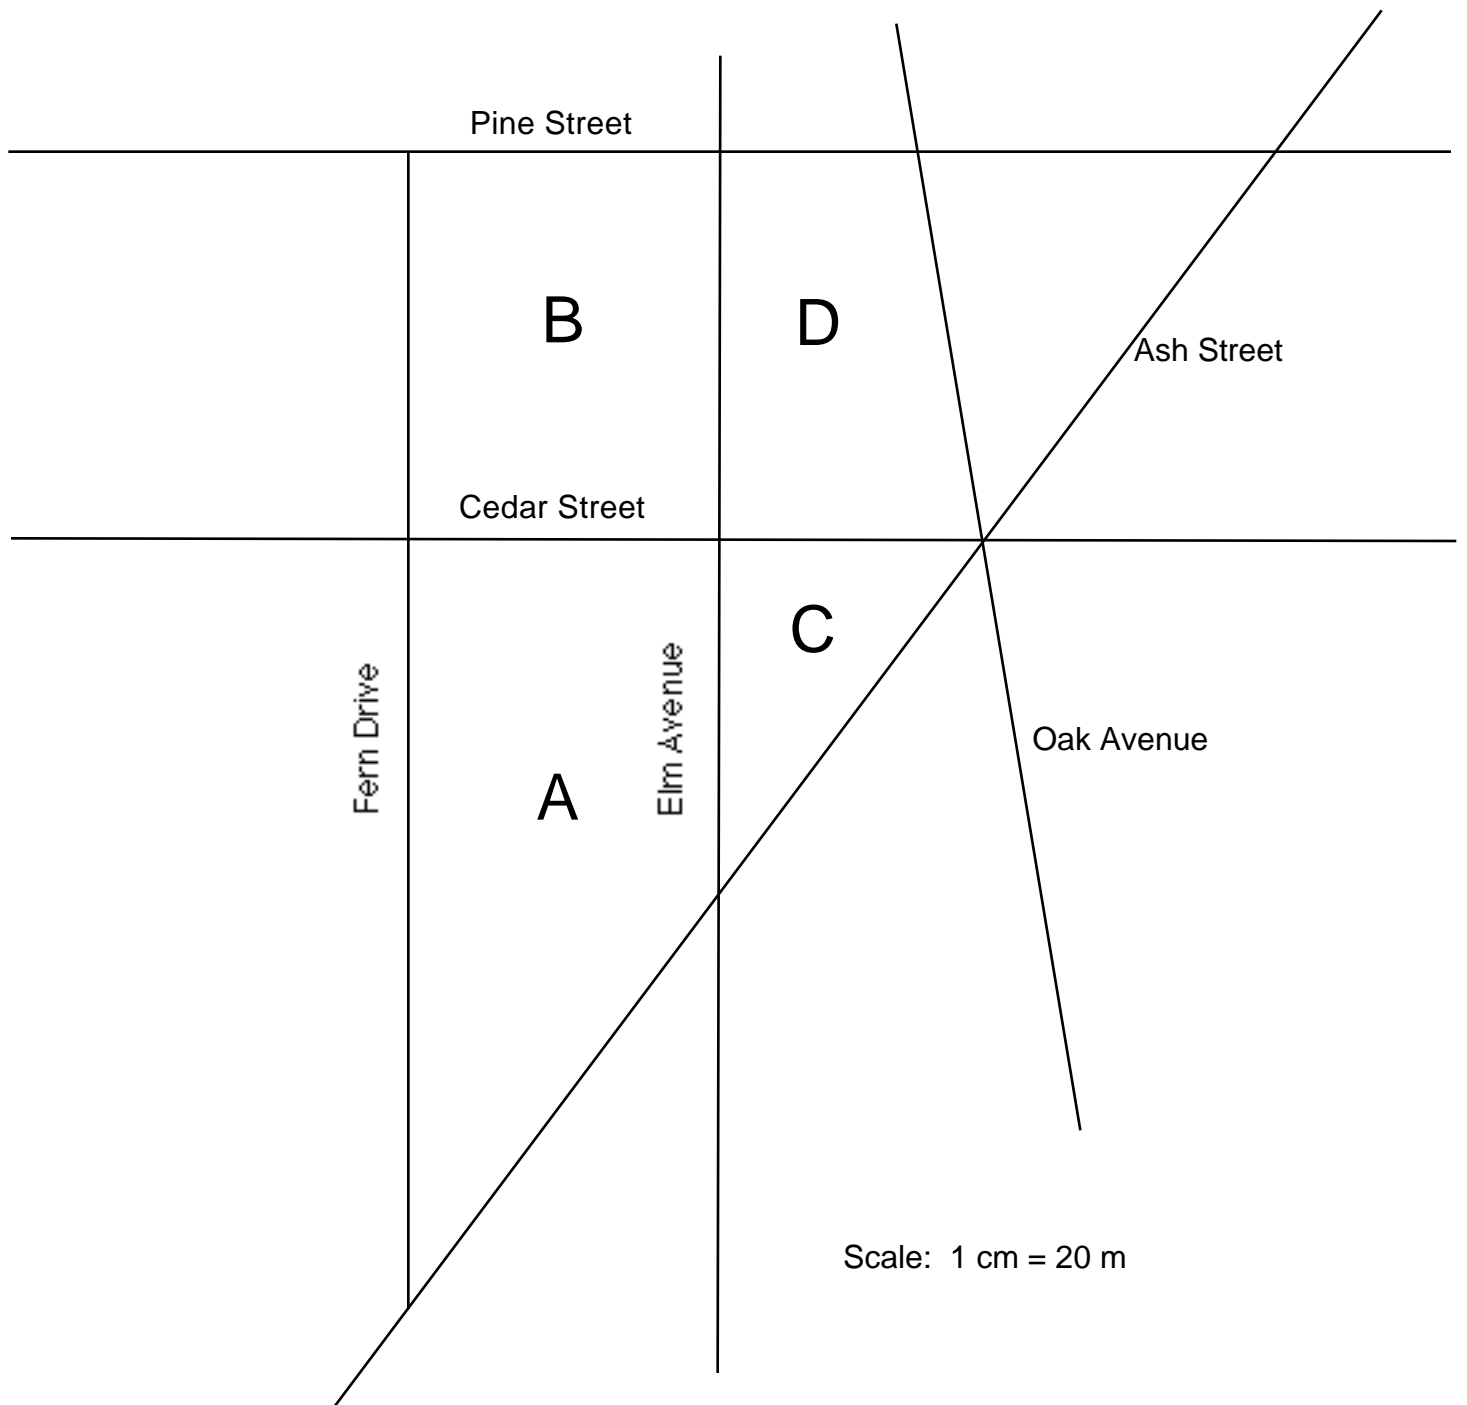 Pine Street
B
D
Ash Street
Cedar Street
C
Fern Drive
Elm Avenue
Oak Avenue
A
Scale: 1 cm = 20 m